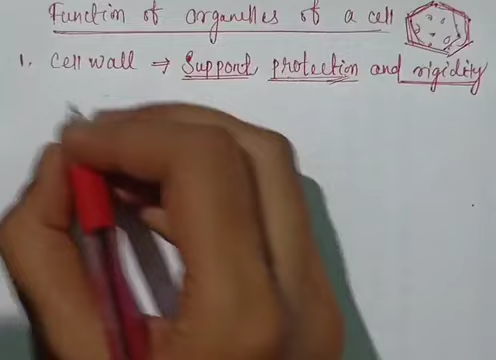 Function of organelles of a cell
1. Cell wall ⇒ Support, protection and rigidity